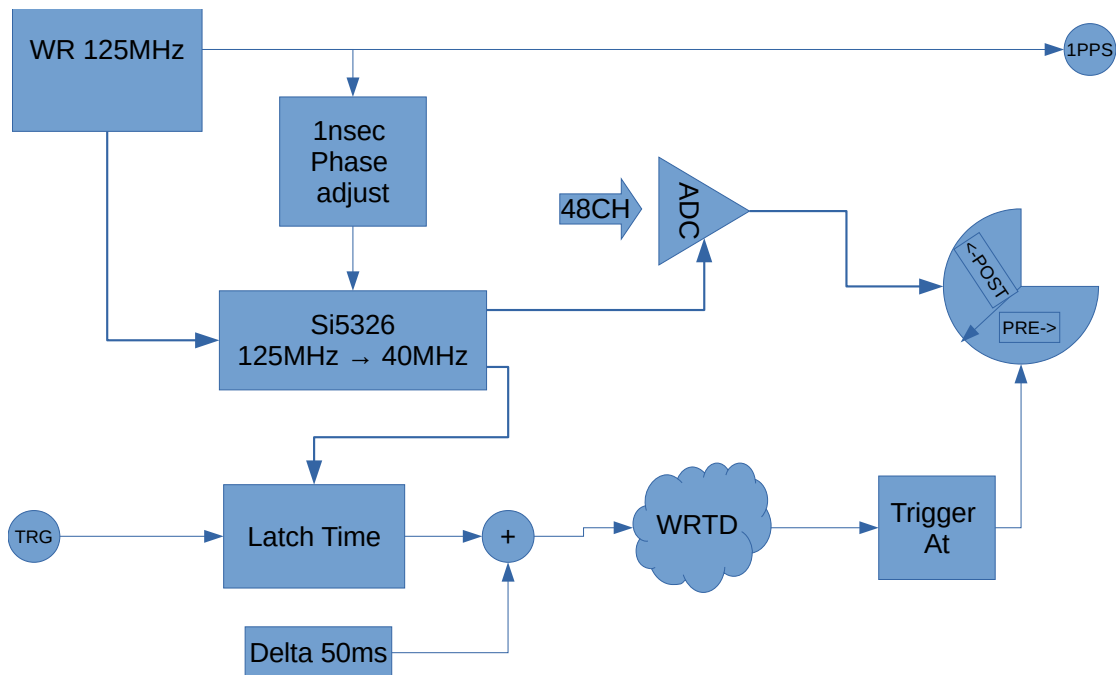 WR 125MHz
1PPS
1nsec
Phase
adjust
48CH
ADC
<-POST
PRE->
Si5326
125MHz → 40MHz
TRG
Latch Time
+
WRTD
Trigger
At
Delta 50ms